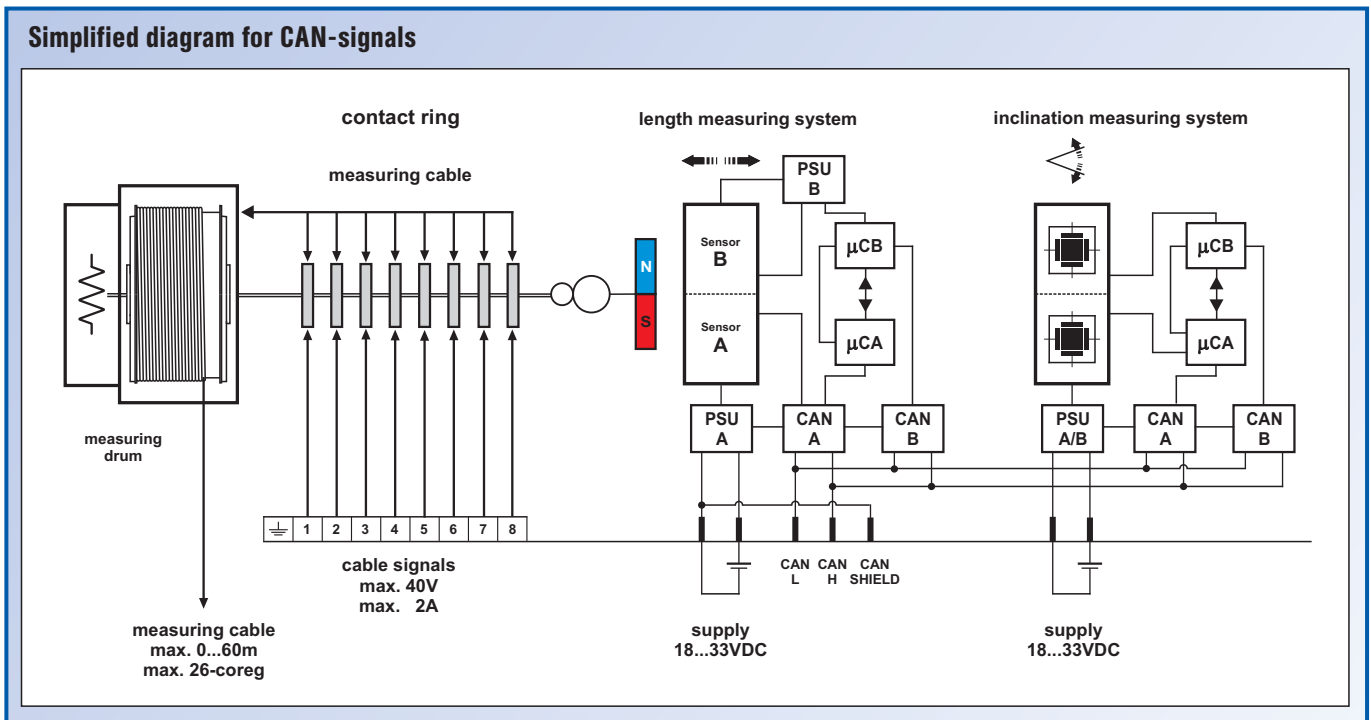 Simplified diagram for CAN-signals
contact ring
measuring cable
length measuring system
inclination measuring system
PSU
B
Sensor
B
Sensor
A
µCB
µCA
N
S
µCB
µCA
PSU
A
CAN
A
CAN
B
PSU
A/B
CAN
A
CAN
B
measuring
drum
1 2 3 4 5 6 7 8
cable signals
max. 40V
max. 2A
CAN
L
CAN
H
CAN
SHIELD
measuring cable
max. 0...60m
max. 26-coreg
supply
18...33VDC
supply
18...33VDC